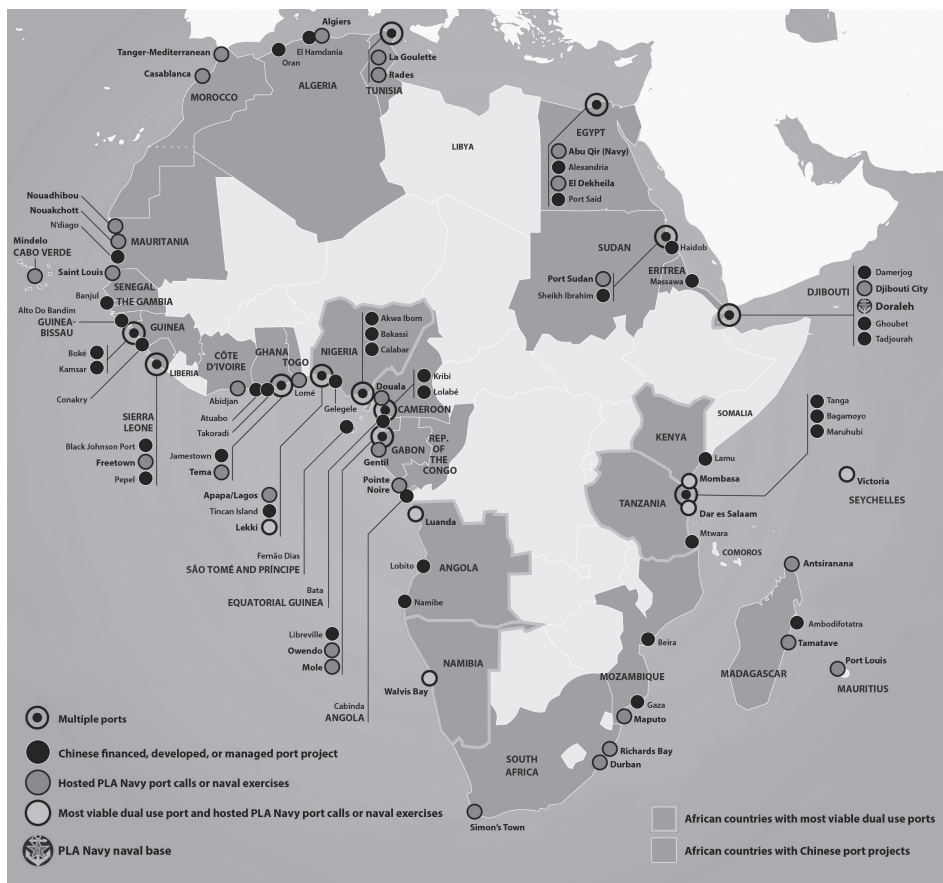 Algiers
Tanger-Mediterranean
El Hamdania
Oran
La Goulette
Casablanca
Rades
ALGERIA
TUNISIA
MOROCCO
EGYPT
LIBYA
Abu Qir (Navy)
Alexandria
El Dekheila
Port Said
Nouadhibou
Nouakchott
N'diago
MAURITANIA
Mindelo
CABO VERDE
Saint Louis
SENEGAL
Banjul
THE GAMBIA
Alto Do Bandim
GUINEA-
BISSAU
GUINEA
Boké
Kamsar
Conakry
LIBERIA
SIERRA
LEONE
Black Johnson Port
Freetown
Pepel
SUDAN
Haidob
Port Sudan
Sheikh Ibrahim
ERITREA
Massawa
DJIBOUTI
Damerjog
Djibouti City
Doraleh
Ghoubet
Tadjourah
CÔTE
D'IVOIRE
GHANA
TOGO
Abidjan
Lomé
Atuabo
Takoradi
Jamestown
Tema
NIGERIA
Akwa Ibom
Bakassi
Calabar
Gelegele
Apapa/Lagos
Tincan Island
Lekki
Douala
Kribi
Lolabé
CAMEROON
GABON
Gentil
REP.
OF
THE
CONGO
Pointe
Noire
Fernão Dias
SÃO TOMÉ AND PRÍNCIPE
Bata
EQUATORIAL GUINEA
Libreville
Owendo
Mole
Cabinda
ANGOLA
Luanda
Lobito
ANGOLA
Namibe
NAMIBIA
Walvis Bay
SOMALIA
KENYA
Lamu
Tanga
Bagamoyo
Maruhubi
Mombasa
TANZANIA
Dar es Salaam
Mtwara
COMOROS
Victoria
SEYCHELLES
Antsiranana
Ambodifotatra
Tamatave
MADAGASCAR
Port Louis
MAURITIUS
Beira
MOZAMBIQUE
Gaza
Maputo
Richards Bay
Durban
SOUTH
AFRICA
Simon's Town
Multiple ports
Chinese financed, developed, or managed port project
Hosted PLA Navy port calls or naval exercises
Most viable dual use port and hosted PLA Navy port calls or naval exercises
PLA Navy naval base
African countries with most viable dual use ports
African countries with Chinese port projects